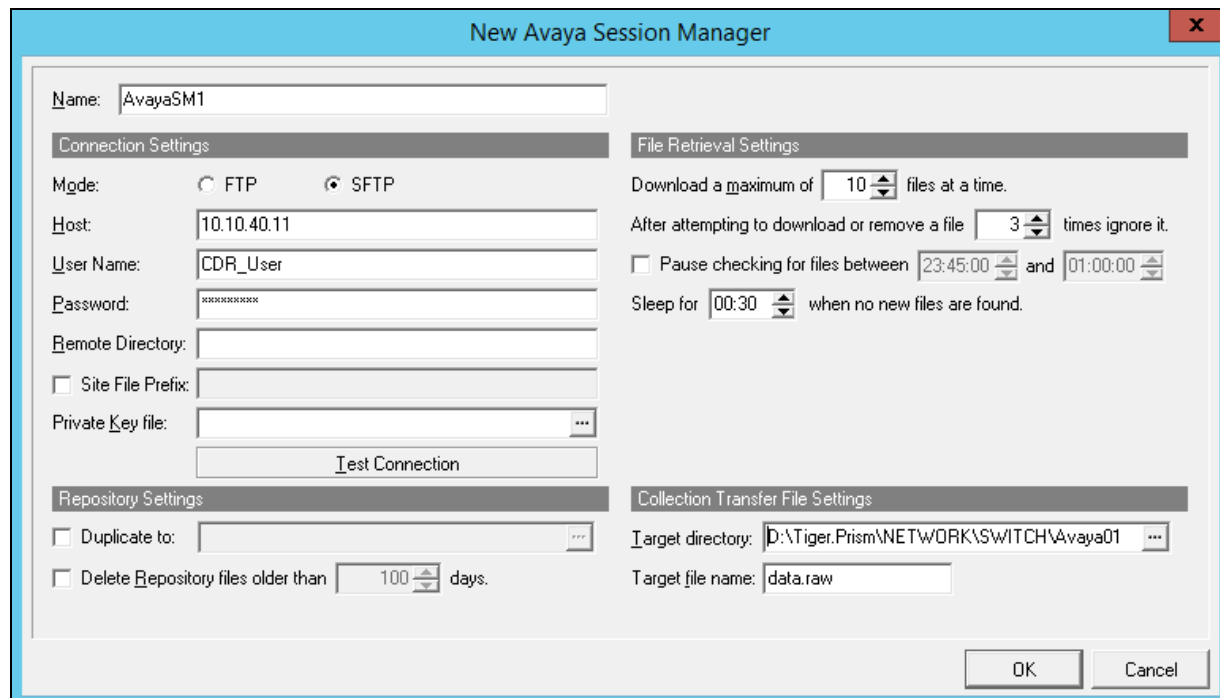 New Avaya Session Manager
x
Name: AvayaSM1
Connection Settings
Mode: FTP SFTP
Host: 10.10.40.11
User Name: CDR_User
Password: *********
Remote Directory:
Site File Prefix:
Private Key file: ...
Test Connection
File Retrieval Settings
Download a maximum of 10 files at a time.
After attempting to download or remove a file 3 times ignore it.
Pause checking for files between 23:45:00 and 01:00:00
Sleep for 00:30 when no new files are found.
Repository Settings
Duplicate to: ...
Delete Repository files older than 100 days.
Collection Transfer File Settings
Target directory: D:\Tiger.Prism\NETWORK\SWITCH\Avaya01 ...
Target file name: data.raw
OK Cancel